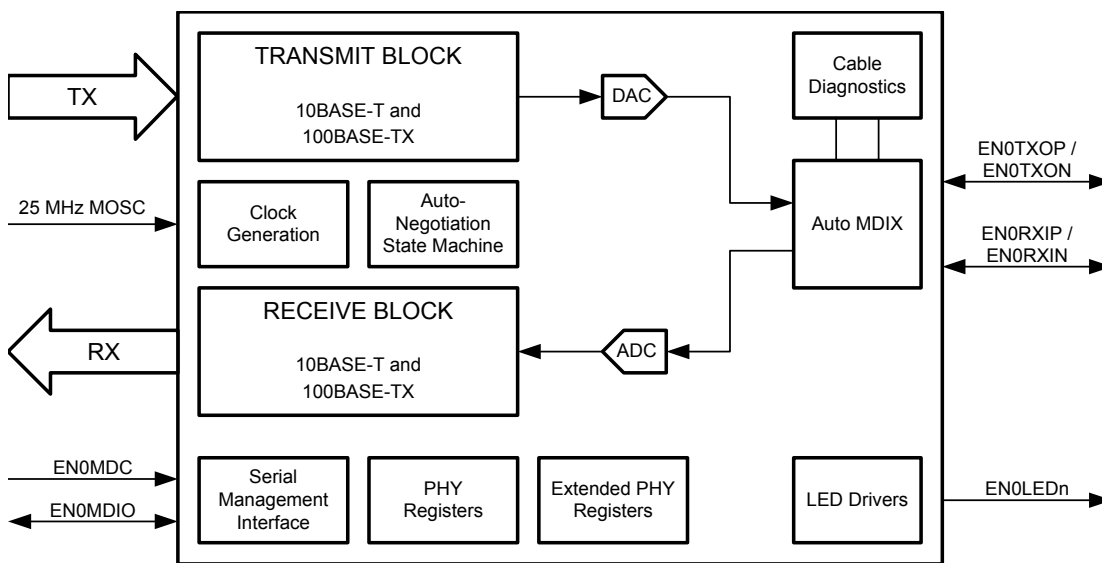 TX
TRANSMIT BLOCK
10BASE-T and
100BASE-TX
DAC
Cable
Diagnostics
25 MHz MOSC
Clock
Generation
Auto-
Negotiation
State Machine
Auto MDIX
EN0TXOP /
EN0TXON
EN0RXIP /
EN0RXIN
RX
RECEIVE BLOCK
10BASE-T and
100BASE-TX
ADC
EN0MDC
EN0MDIO
Serial
Management
Interface
PHY
Registers
Extended PHY
Registers
LED Drivers
EN0LEDn